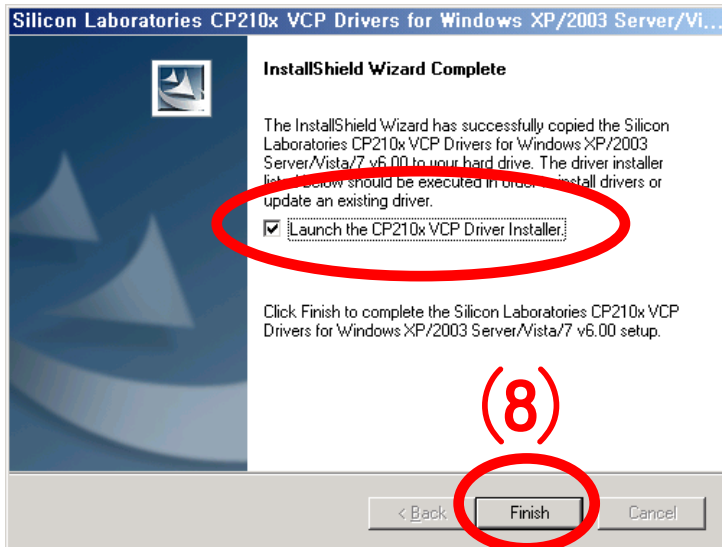 Silicon Laboratories CP210x VCP Drivers for Windows XP/2003 Server/Vi...
InstallShield Wizard Complete
The InstallShield Wizard has successfully copied the Silicon
Laboratories CP210x VCP Drivers for Windows XP/2003
Server/Vista/7 v6.00 to your hard drive. The driver installer
listed below should be executed in order to install drivers or
update an existing driver.
Launch the CP210x VCP Driver Installer.
Click Finish to complete the Silicon Laboratories CP210x VCP
Drivers for Windows XP/2003 Server/Vista/7 v6.00 setup.
(8)
< Back
Finish
Cancel